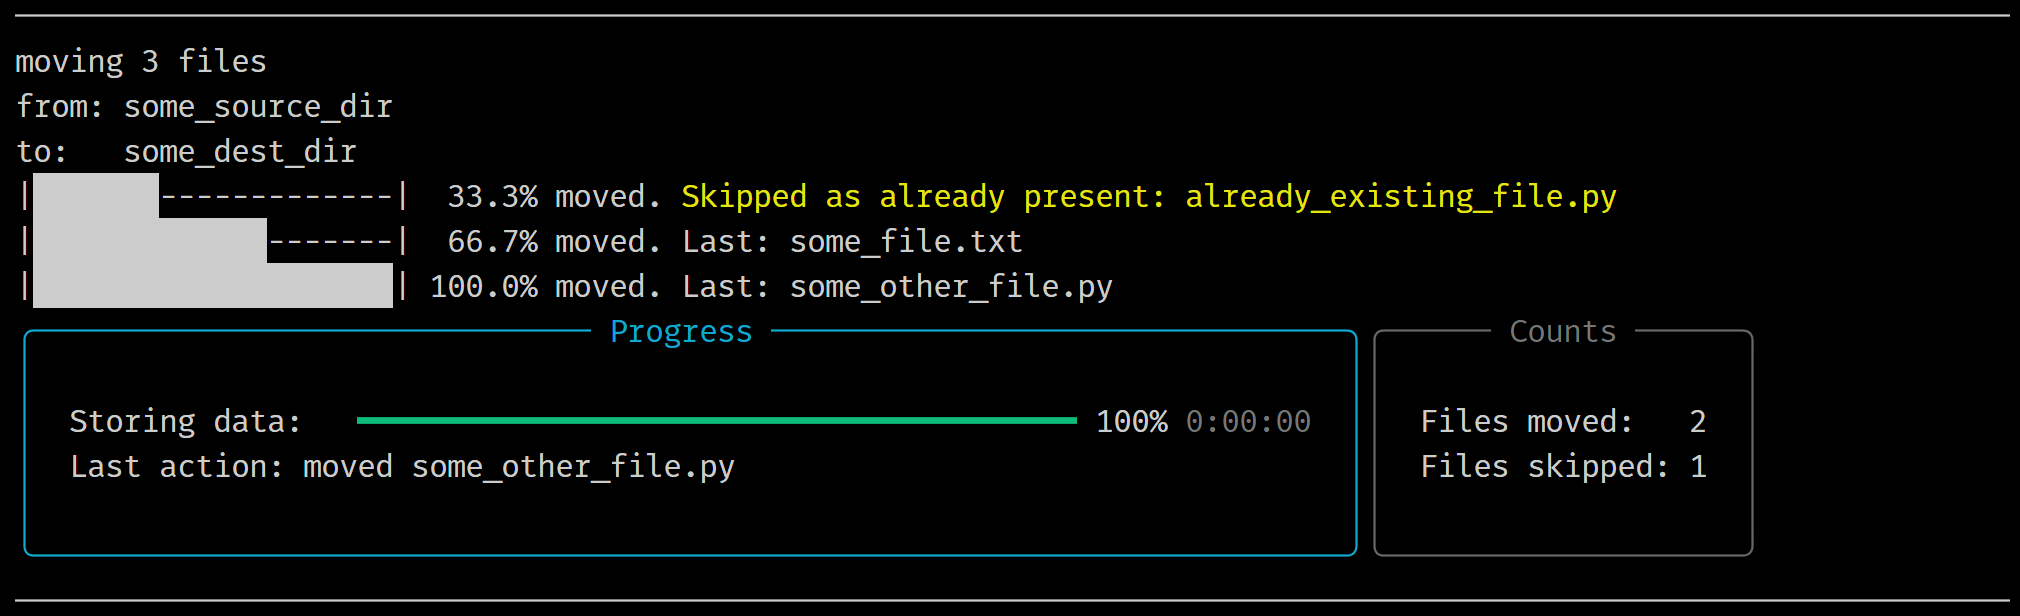 moving 3 files
from: some_source_dir
to:   some_dest_dir
|███████-------------|  33.3% moved. Skipped as already present: already_existing_file.py
|█████████████-------|  66.7% moved. Last: some_file.txt
|████████████████████| 100.0% moved. Last: some_other_file.py
Progress
Storing data: 100% 0:00:00
Last action: moved some_other_file.py
Counts
Files moved:   2
Files skipped: 1